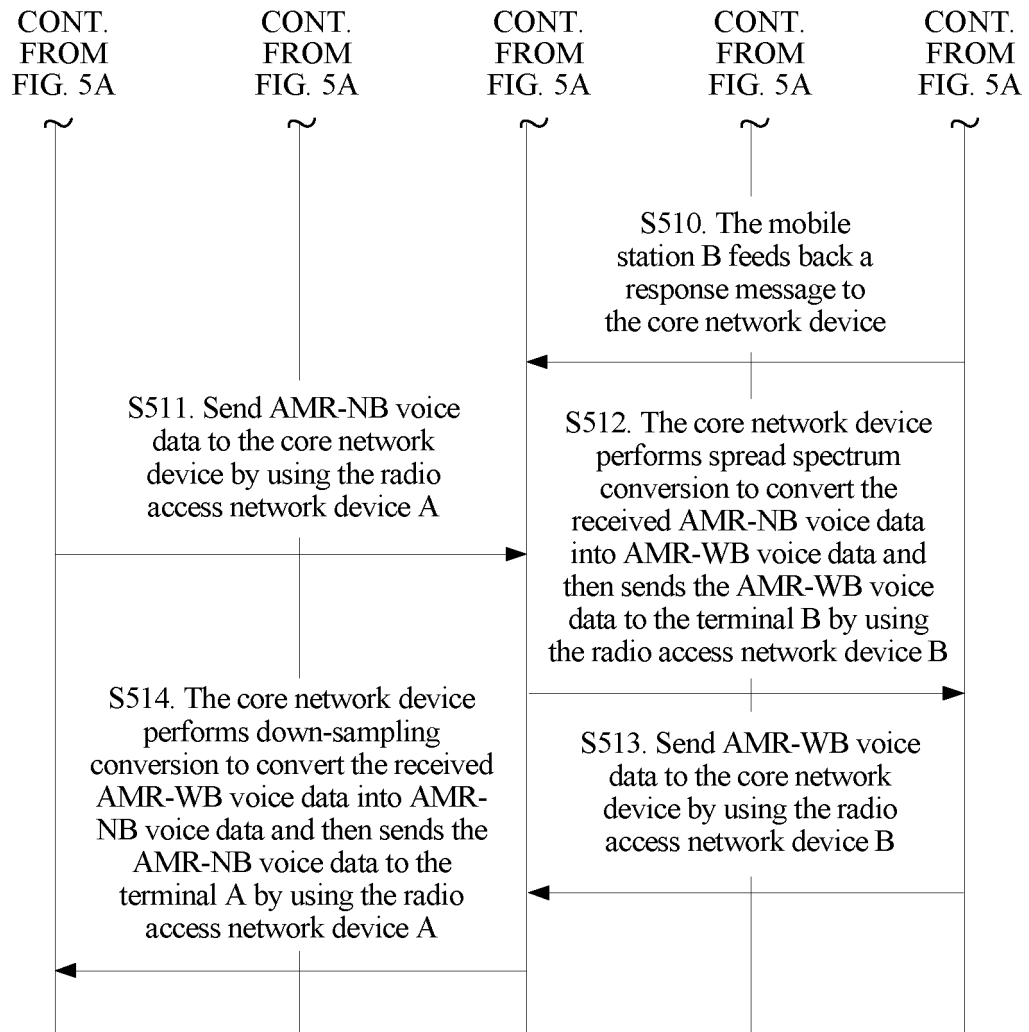 CONT.
FROM
FIG. 5A
CONT.
FROM
FIG. 5A
CONT.
FROM
FIG. 5A
CONT.
FROM
FIG. 5A
CONT.
FROM
FIG. 5A
S510. The mobile
station B feeds back a
response message to
the core network device
S511. Send AMR-NB voice
data to the core network
device by using the radio
access network device A
S512. The core network device
performs spread spectrum
conversion to convert the
received AMR-NB voice data
into AMR-WB voice data and
then sends the AMR-WB voice
data to the terminal B by using
the radio access network device B
S514. The core network device
performs down-sampling
conversion to convert the received
AMR-WB voice data into AMR-
NB voice data and then sends the
AMR-NB voice data to the
terminal A by using the radio
access network device A
S513. Send AMR-WB voice
data to the core network
device by using the radio
access network device B